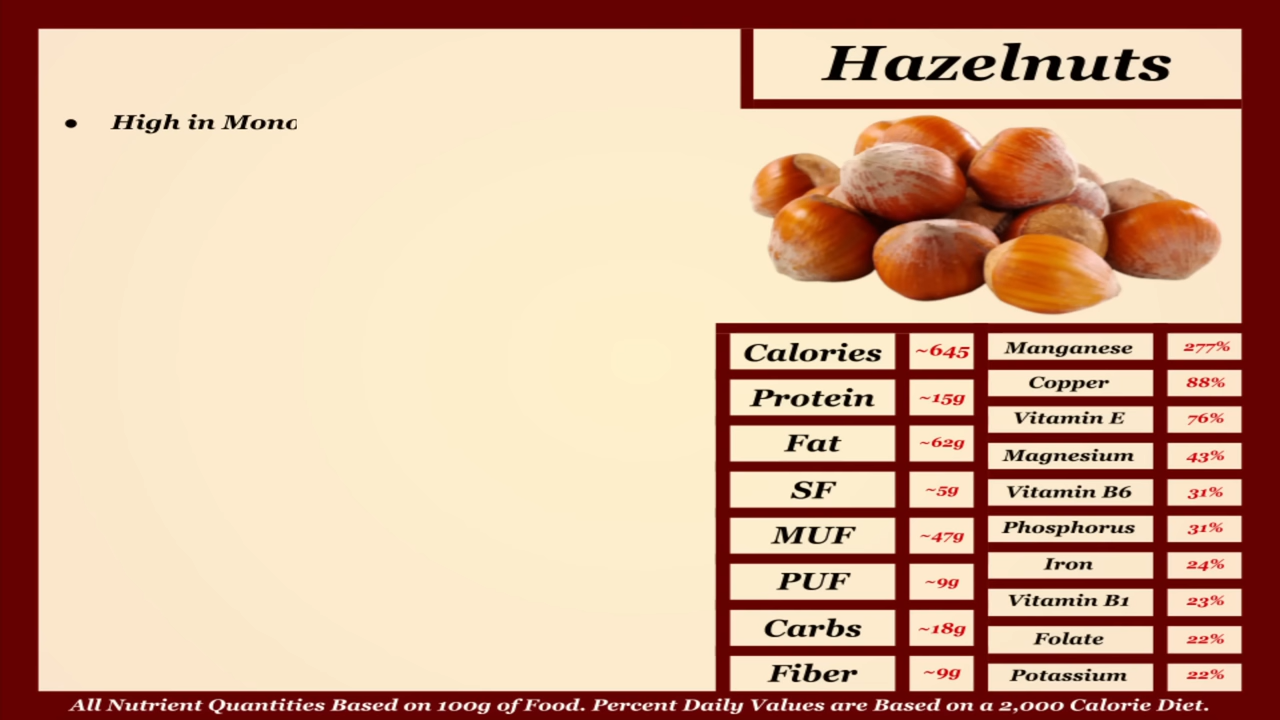 Hazelnuts
• High in Mono
Calories ~645
Protein ~15g
Fat ~62g
SF ~5g
MUF ~47g
PUF ~9g
Carbs ~18g
Fiber ~9g
Manganese 277%
Copper 88%
Vitamin E 76%
Magnesium 43%
Vitamin B6 31%
Phosphorus 31%
Iron 24%
Vitamin B1 23%
Folate 22%
Potassium 22%
All Nutrient Quantities Based on 100g of Food. Percent Daily Values are Based on a 2,000 Calorie Diet.